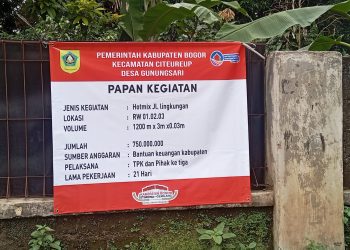 PEMERINTAH KABUPATEN BOGOR
KECAMATAN CITEUREUP
DESA GUNUNGSARI
PAPAN KEGIATAN
JENIS KEGIATAN : Hotmix JL Lingkungan
LOKASI : RW 01.02.03
VOLUME : 1200 m x 3m x0.03m
JUMLAH : 750.000.000
SUMBER ANGGARAN : Bantuan keuangan kabupaten
PELAKSANA : TPK dan Pihak ke tiga
LAMA PEKERJAAN : 21 Hari